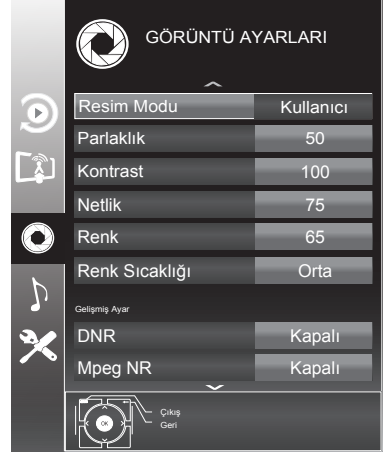 GÖRÜNTÜ AYARLARI
Resim Modu Kullanıcı
Parlaklık 50
Kontrast 100
Netlik 75
Renk 65
Renk Sıcaklığı Orta
Gelişmiş Ayar
DNR Kapalı
Mpeg NR Kapalı
Çıkış
Geri
OK